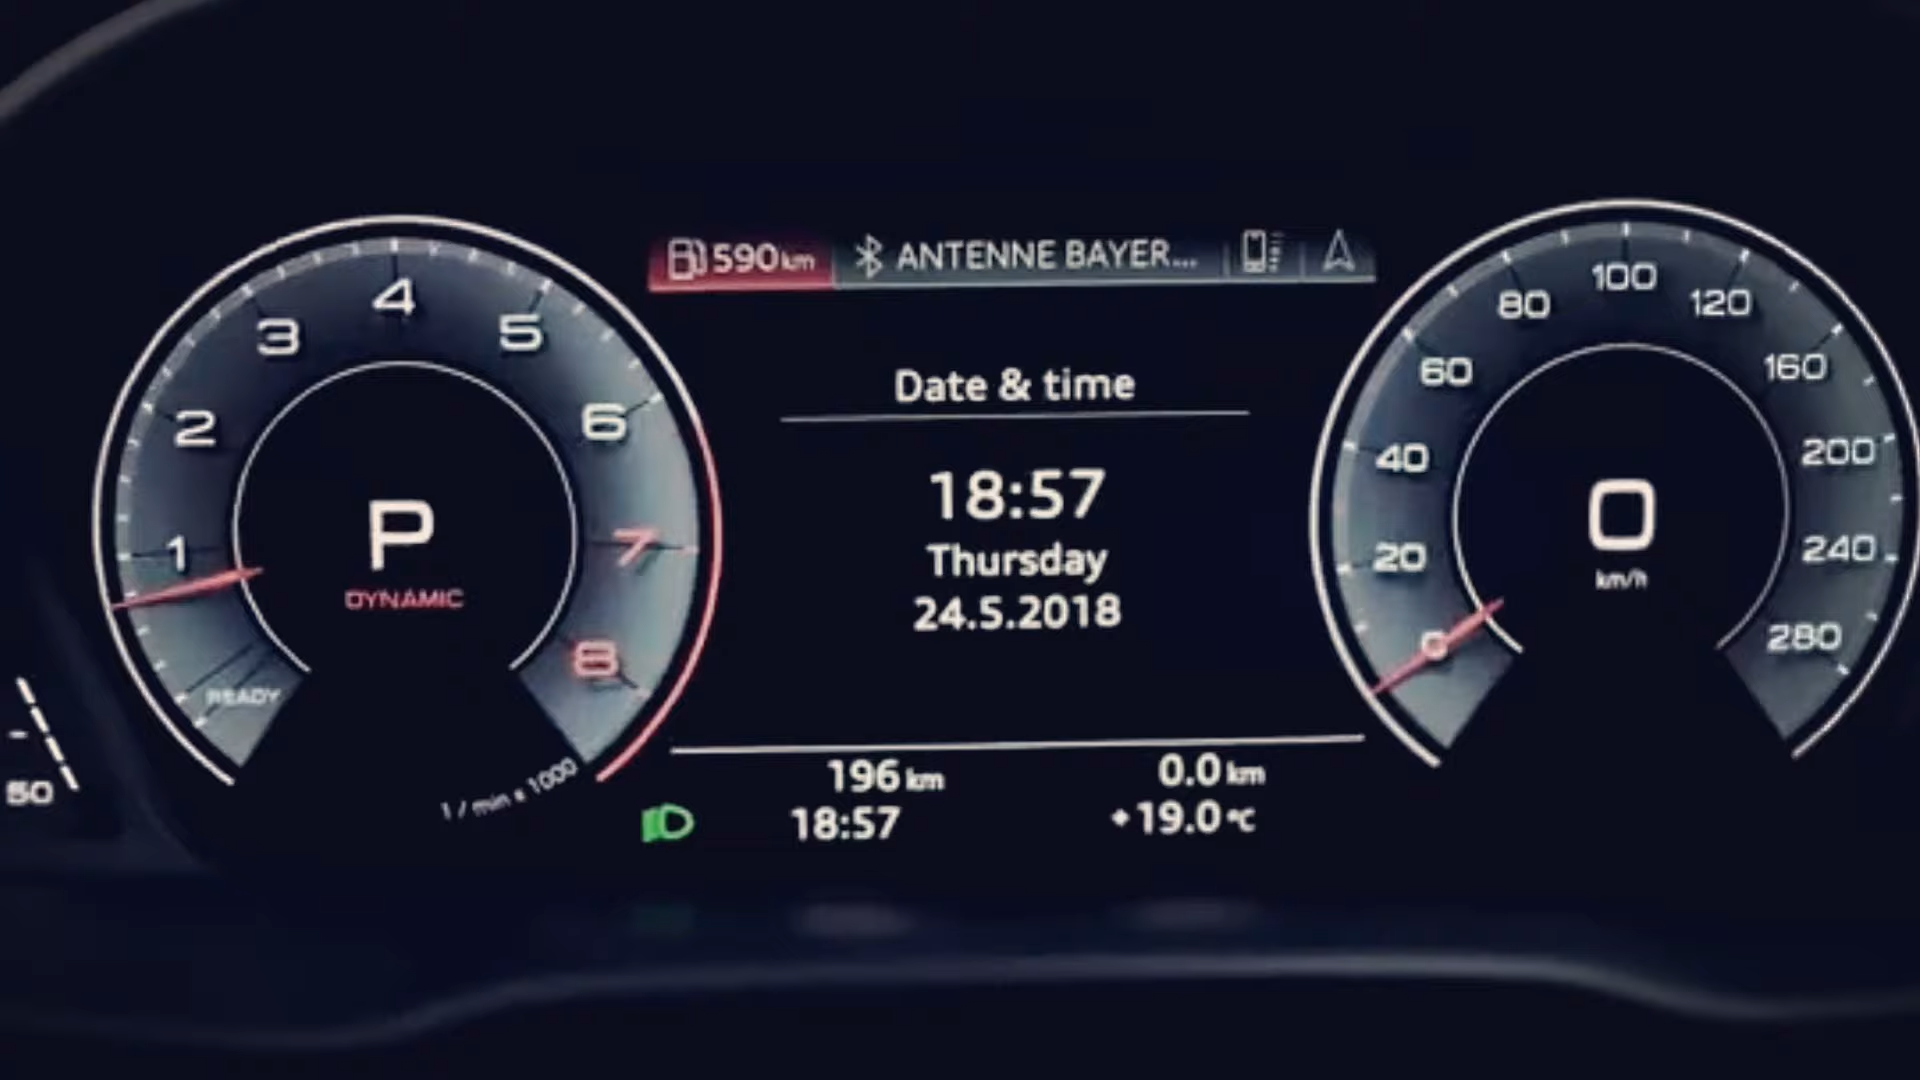 590 km
ANTENNE BAYER...
Date & time
18:57
Thursday
24.5.2018
196 km
0.0 km
18:57
+19.0 °C
1
2
3
4
5
6
7
8
READY
P
DYNAMIC
1 / min x 1000
50
0
20
40
60
80
100
120
160
200
240
280
0
km/h